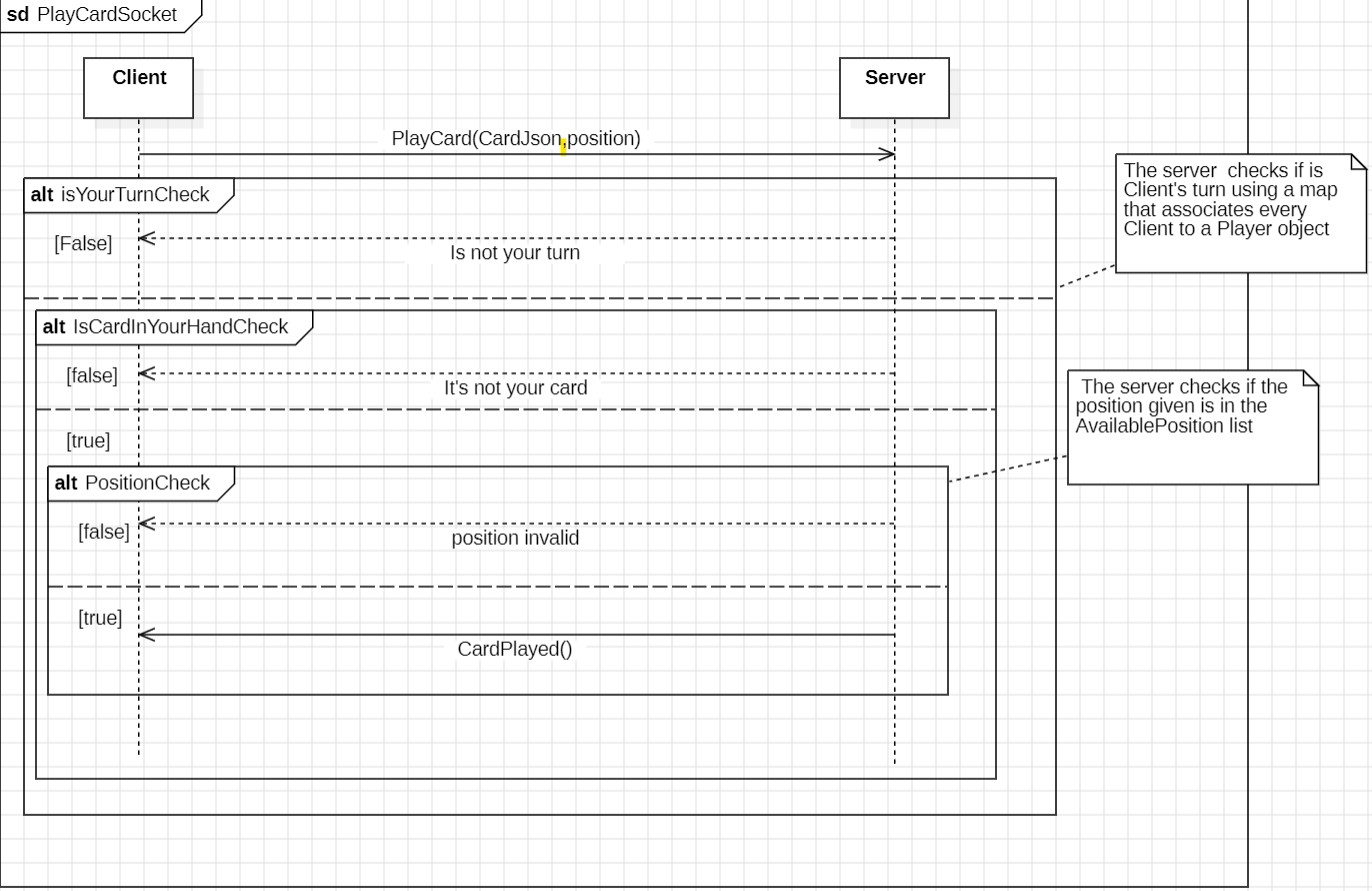 sd PlayCardSocket
Client
Server
PlayCard(CardJson,position)
The server  checks if is
Client's turn using a map
that associates every
Client to a Player object
alt isYourTurnCheck
[False]
Is not your turn
alt IsCardInYourHandCheck
[false]
It's not your card
The server checks if the
position given is in the
AvailablePosition list
[true]
alt PositionCheck
[false]
position invalid
[true]
CardPlayed()